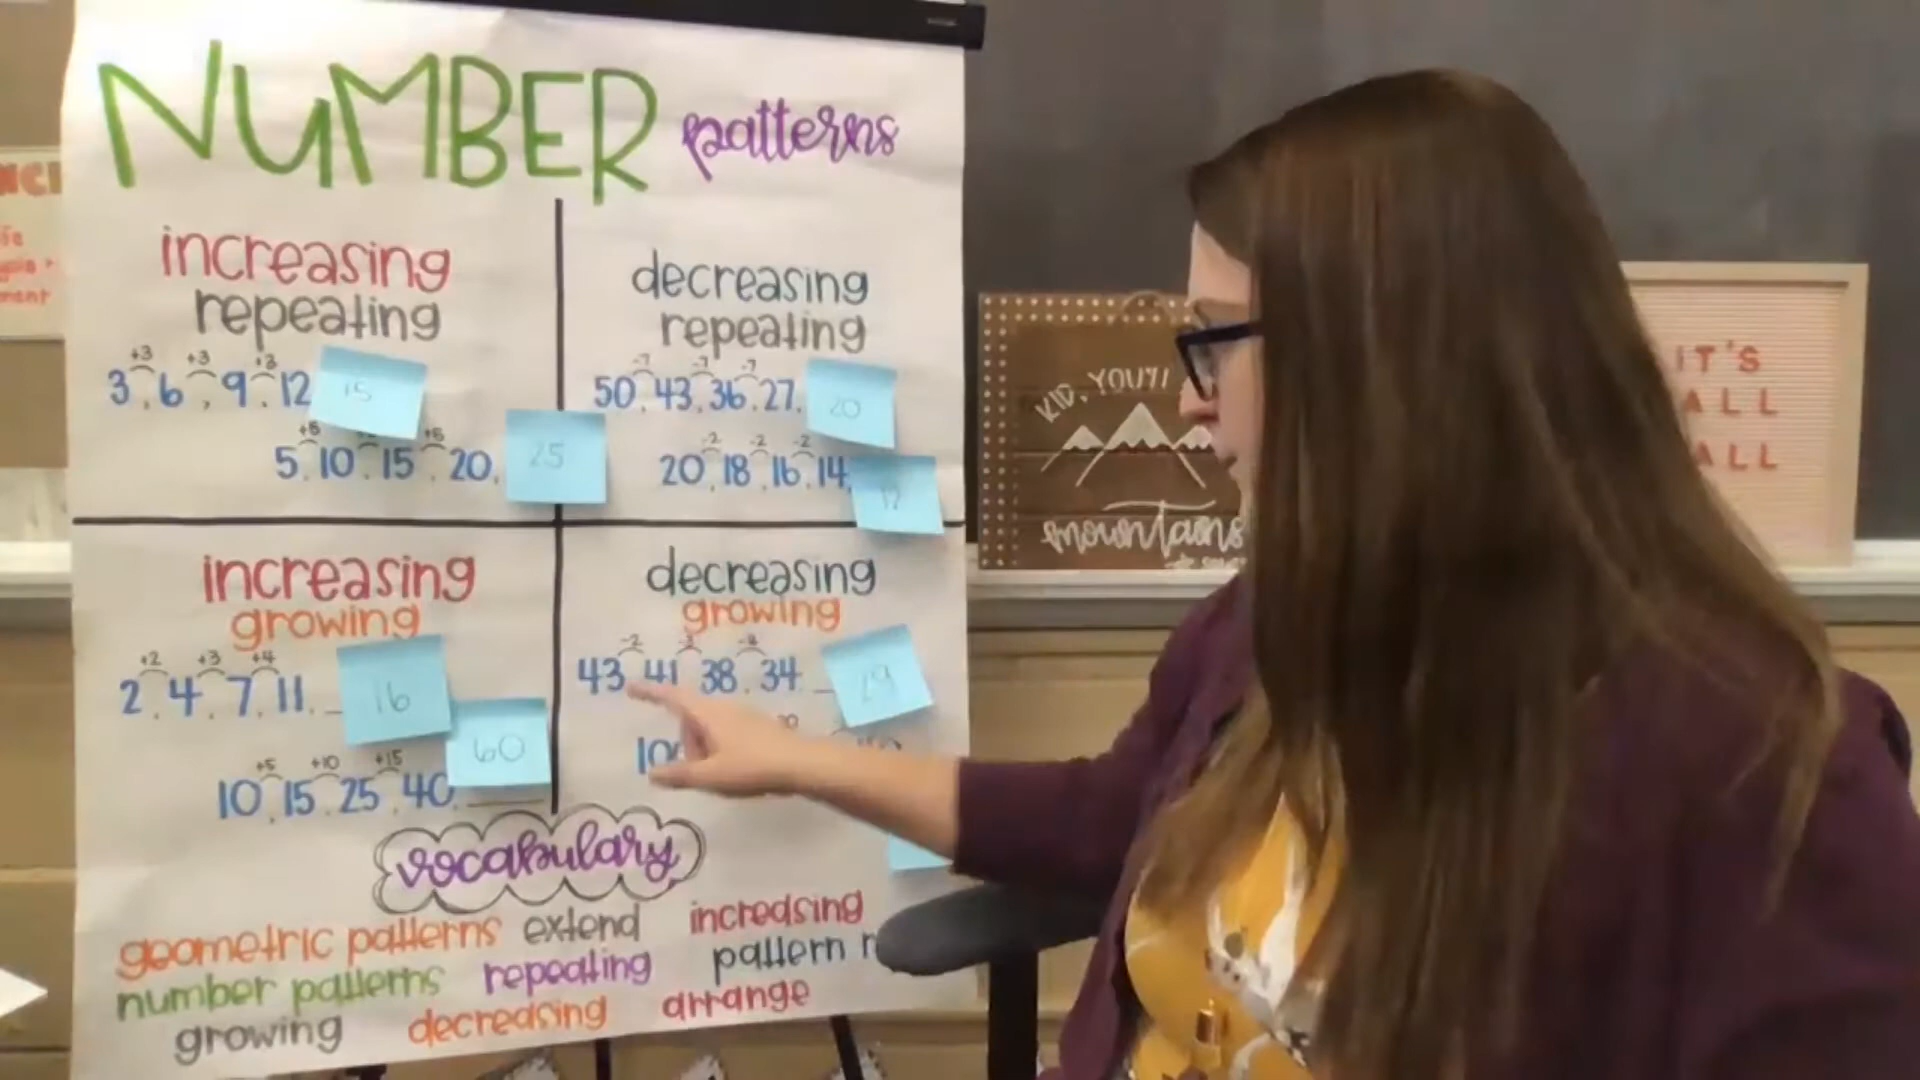 NUMBER patterns
increasing
repeating
+3 +3 +3
3, 6, 9, 12 15
+5 +5
5, 10, 15, 20, 25
decreasing
repeating
-7 -7 -7
50, 43, 36, 27, 20
-2 -2 -2
20, 18, 16, 14, 12
increasing
growing
+2 +3 +4
2, 4, 7, 11, _ 16
+5 +10 +15
10, 15, 25, 40, ___ 60
decreasing
growing
-2 -3 -4
43, 41, 38, 34, _ 29
vocabulary
geometric patterns extend increasing
number patterns repeating pattern
growing decreasing arrange
KID, YOU'LL
mountains
IT'S
ALL